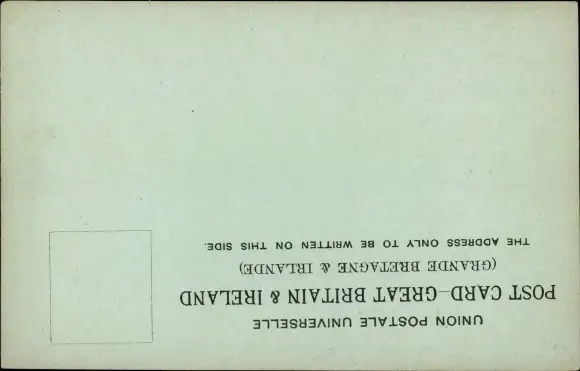 UNION POSTALE UNIVERSELLE
POST CARD–GREAT BRITAIN & IRELAND
(GRANDE BRETAGNE & IRLANDE)
THE ADDRESS ONLY TO BE WRITTEN ON THIS SIDE.